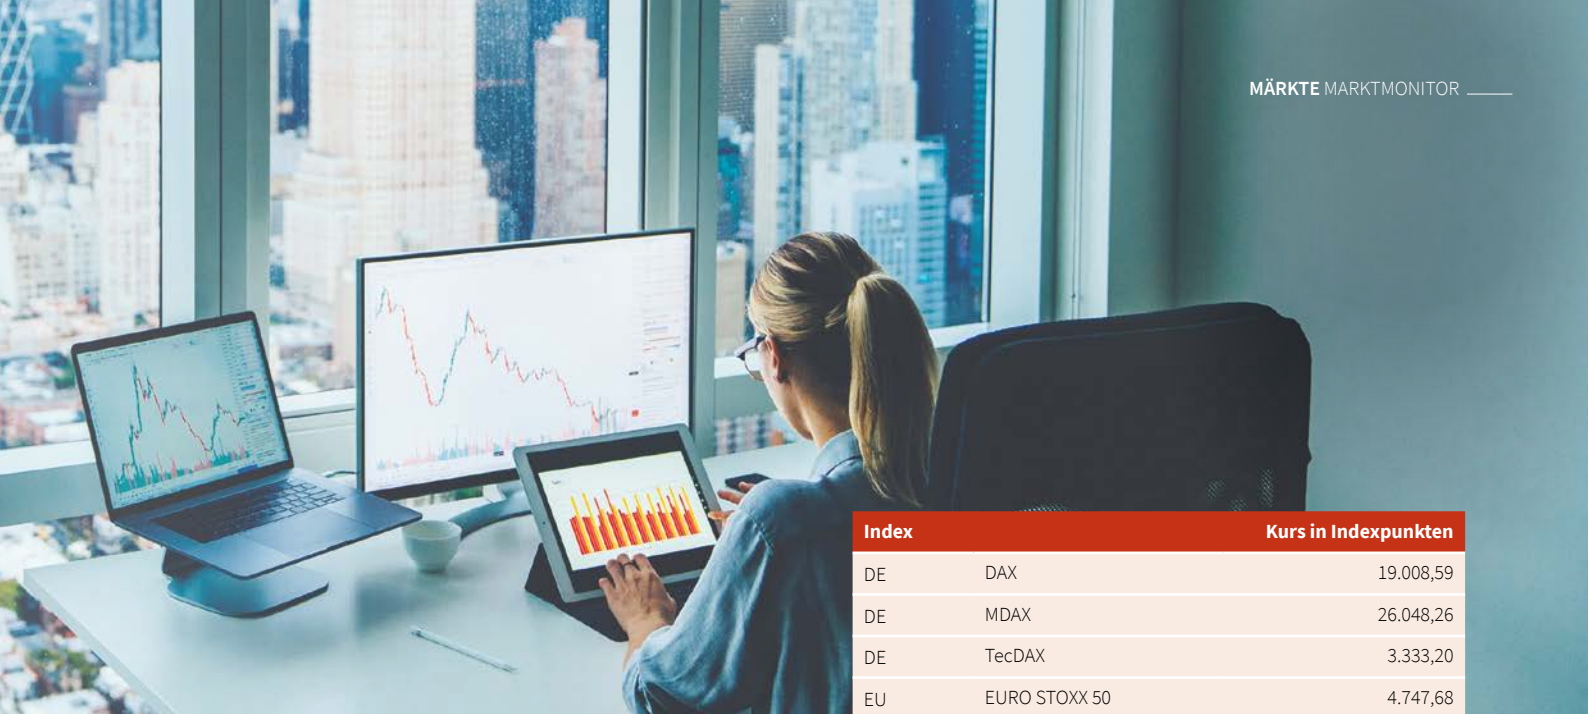 MÄRKTE MARKTMONITOR
Index Kurs in Indexpunkten
DE DAX 19.008,59
DE MDAX 26.048,26
DE TecDAX 3.333,20
EU EURO STOXX 50 4.747,68